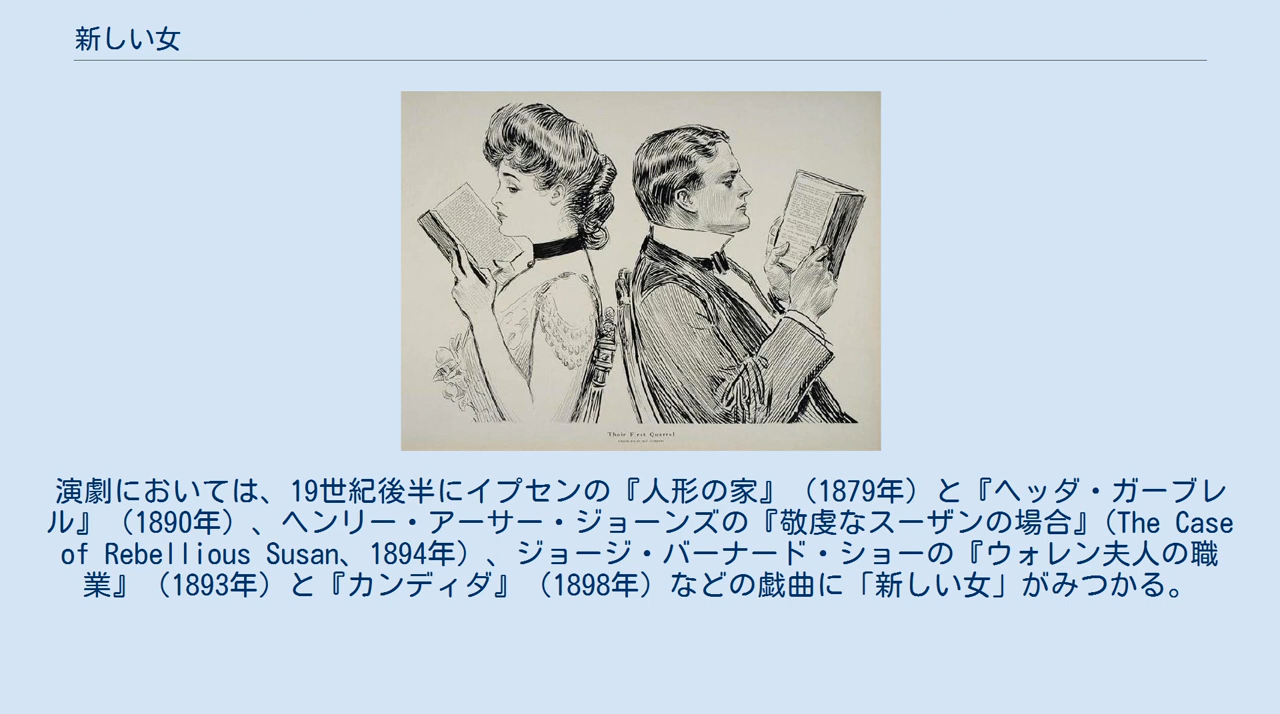 新しい女
Their First Quarrel
演劇においては、19世紀後半にイプセンの『人形の家』（1879年）と『ヘッダ・ガーブレ
ル』（1890年）、ヘンリー・アーサー・ジョーンズの『敬虔なスーザンの場合』(The Case
of Rebellious Susan、1894年）、ジョージ・バーナード・ショーの『ウォレン夫人の職
業』（1893年）と『カンディダ』（1898年）などの戯曲に「新しい女」がみつかる。